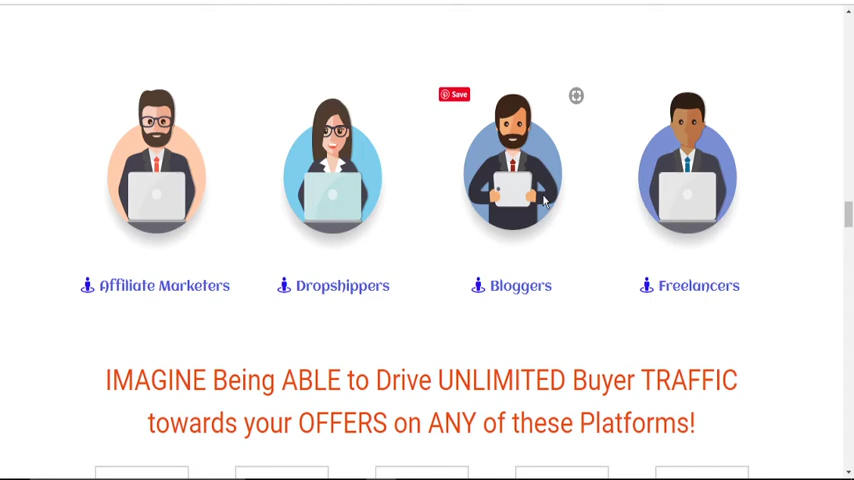 Save
Affiliate Marketers
Dropshippers
Bloggers
Freelancers
IMAGINE Being ABLE to Drive UNLIMITED Buyer TRAFFIC
towards your OFFERS on ANY of these Platforms!